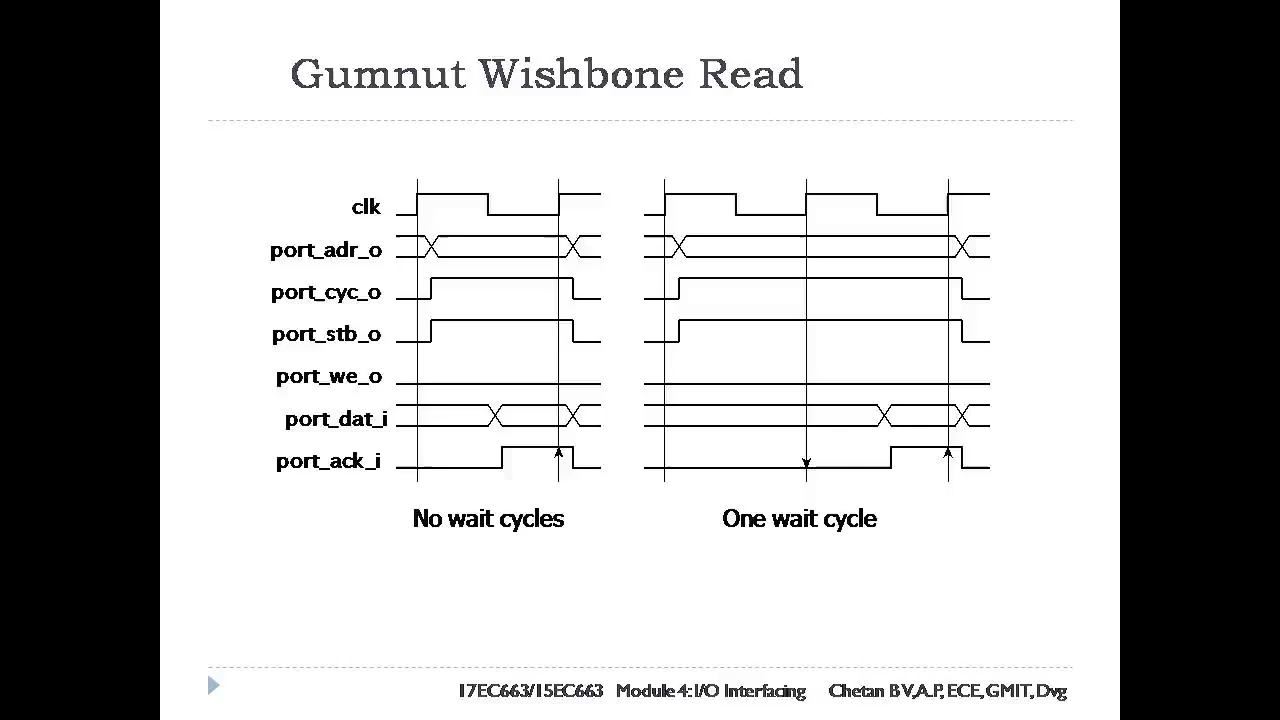 Gumnut Wishbone Read
clk
port_adr_o
port_cyc_o
port_stb_o
port_we_o
port_dat_i
port_ack_i
No wait cycles One wait cycle
17EC663/15EC663 Module 4: I/O Interfacing Chetan B V,A.P, ECE, GMIT, Dvg